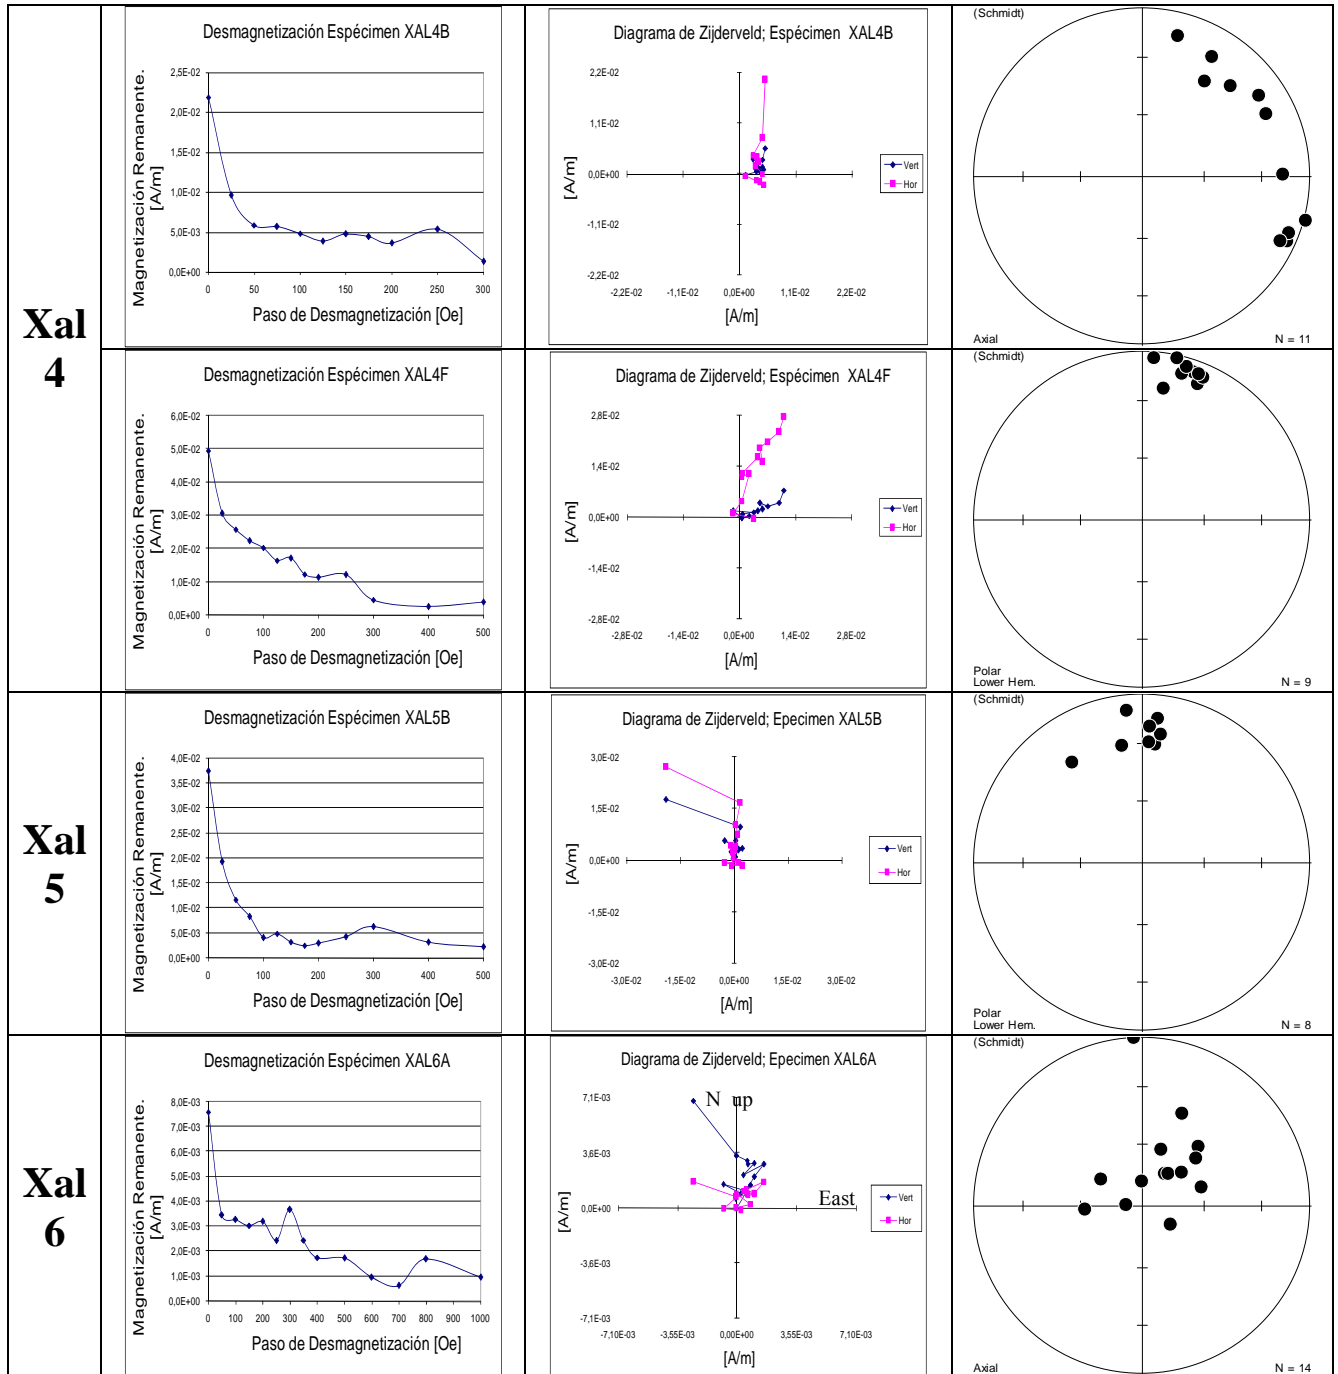 Xal
4
Desmagnetización Espécimen XAL4B
Magnetización Remanente.
[A/m]
2,5E-02
2,0E-02
1,5E-02
1,0E-02
5,0E-03
0,0E+00
0 50 100 150 200 250 300
Paso de Desmagnetización [Oe]
Diagrama de Zijderveld; Espécimen XAL4B
[A/m]
2,2E-02
1,1E-02
0,0E+00
-1,1E-02
-2,2E-02
-2,2E-02 -1,1E-02 0,0E+00 1,1E-02 2,2E-02
[A/m]
Vert
Hor
(Schmidt)
Axial N = 11
Desmagnetización Espécimen XAL4F
Magnetización Remanente.
[A/m]
6,0E-02
5,0E-02
4,0E-02
3,0E-02
2,0E-02
1,0E-02
0,0E+00
0 100 200 300 400 500
Paso de Desmagnetización [Oe]
Diagrama de Zijderveld; Espécimen XAL4F
[A/m]
2,8E-02
1,4E-02
0,0E+00
-1,4E-02
-2,8E-02
-2,8E-02 -1,4E-02 0,0E+00 1,4E-02 2,8E-02
[A/m]
Vert
Hor
(Schmidt)
Polar
Lower Hem. N = 9
Xal
5
Desmagnetización Espécimen XAL5B
Magnetización Remanente.
[A/m]
4,0E-02
3,5E-02
3,0E-02
2,5E-02
2,0E-02
1,5E-02
1,0E-02
5,0E-03
0,0E+00
0 100 200 300 400 500
Paso de Desmagnetización [Oe]
Diagrama de Zijderveld; Epecimen XAL5B
[A/m]
3,0E-02
1,5E-02
0,0E+00
-1,5E-02
-3,0E-02
-3,0E-02 -1,5E-02 0,0E+00 1,5E-02 3,0E-02
[A/m]
Vert
Hor
(Schmidt)
Polar
Lower Hem. N = 8
Xal
6
Desmagnetización Espécimen XAL6A
Magnetización Remanente.
[A/m]
8,0E-03
7,0E-03
6,0E-03
5,0E-03
4,0E-03
3,0E-03
2,0E-03
1,0E-03
0,0E+00
0 100 200 300 400 500 600 700 800 900 1000
Paso de Desmagnetización [Oe]
Diagrama de Zijderveld; Epecimen XAL6A
N up
East
[A/m]
7,1E-03
3,6E-03
0,0E+00
-3,6E-03
-7,1E-03
-7,10E-03 -3,55E-03 0,00E+00 3,55E-03 7,10E-03
[A/m]
Vert
Hor
(Schmidt)
Axial N = 14